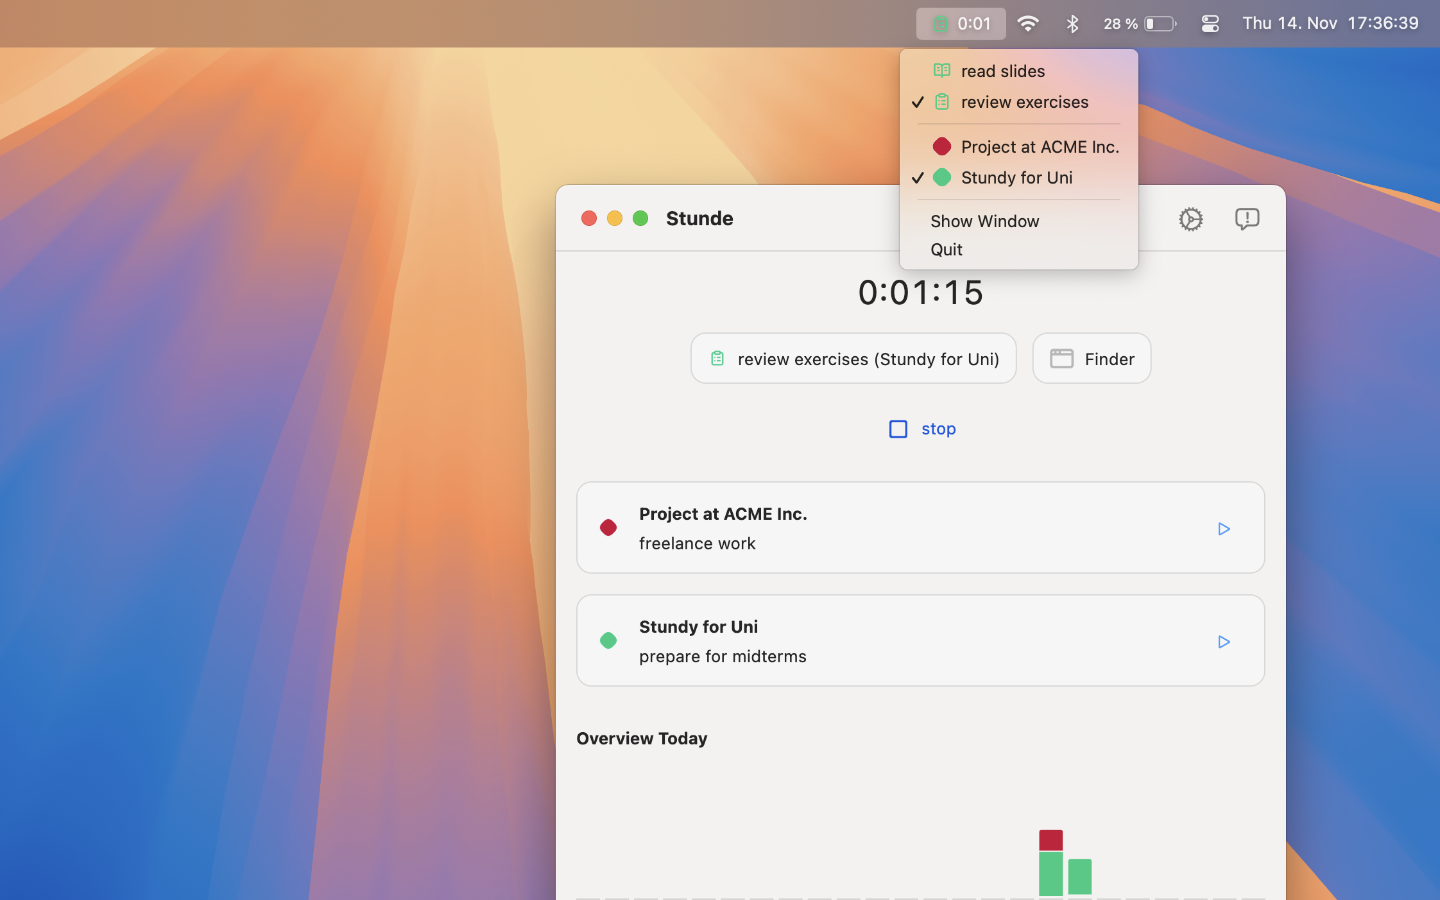 0:01
28 %
Thu 14. Nov 17:36:39
read slides
review exercises
Project at ACME Inc.
Stundy for Uni
Show Window
Quit
Stunde
0:01:15
review exercises (Stundy for Uni)
Finder
stop
Project at ACME Inc.
freelance work
Stundy for Uni
prepare for midterms
Overview Today